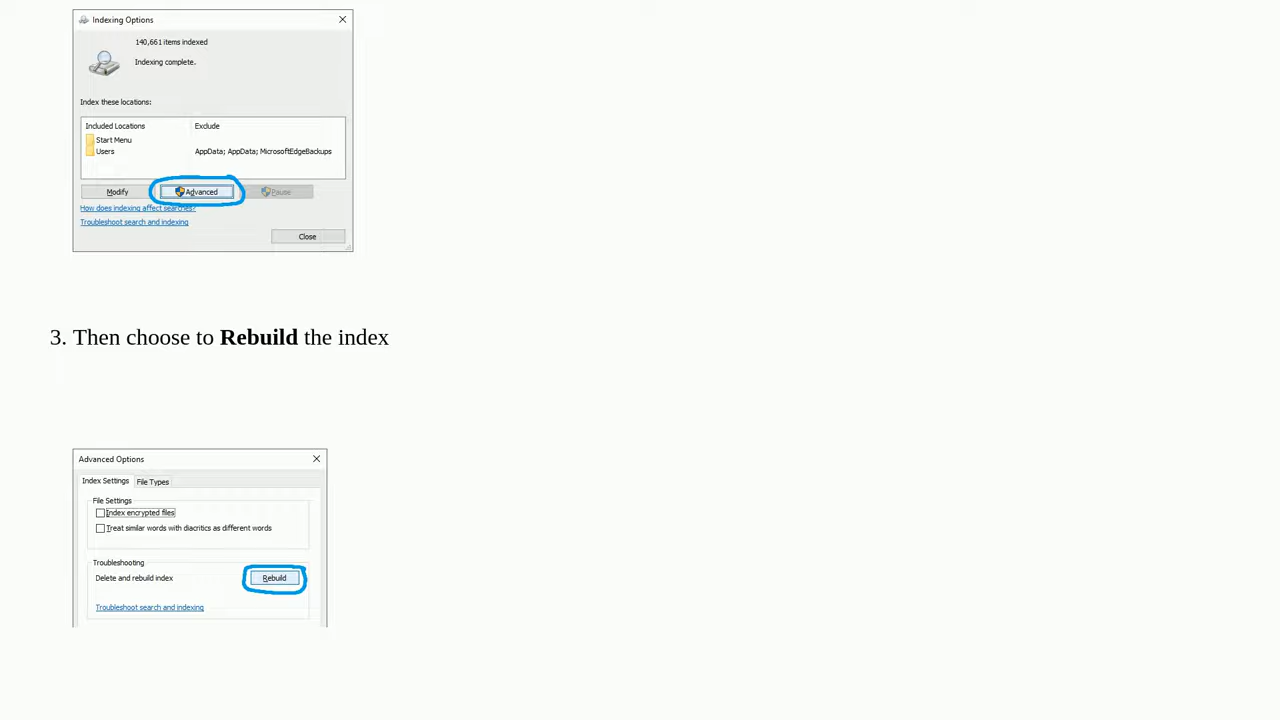 Indexing Options
140,661 items indexed
Indexing complete.
Index these locations:
Included Locations Exclude
Start Menu
Users AppData; AppData; MicrosoftEdgeBackups
Modify Advanced Pause
How does indexing affect searches?
Troubleshoot search and indexing
Close
3. Then choose to Rebuild the index
Advanced Options
Index Settings File Types
File Settings
Index encrypted files
Treat similar words with diacritics as different words
Troubleshooting
Delete and rebuild index Rebuild
Troubleshoot search and indexing